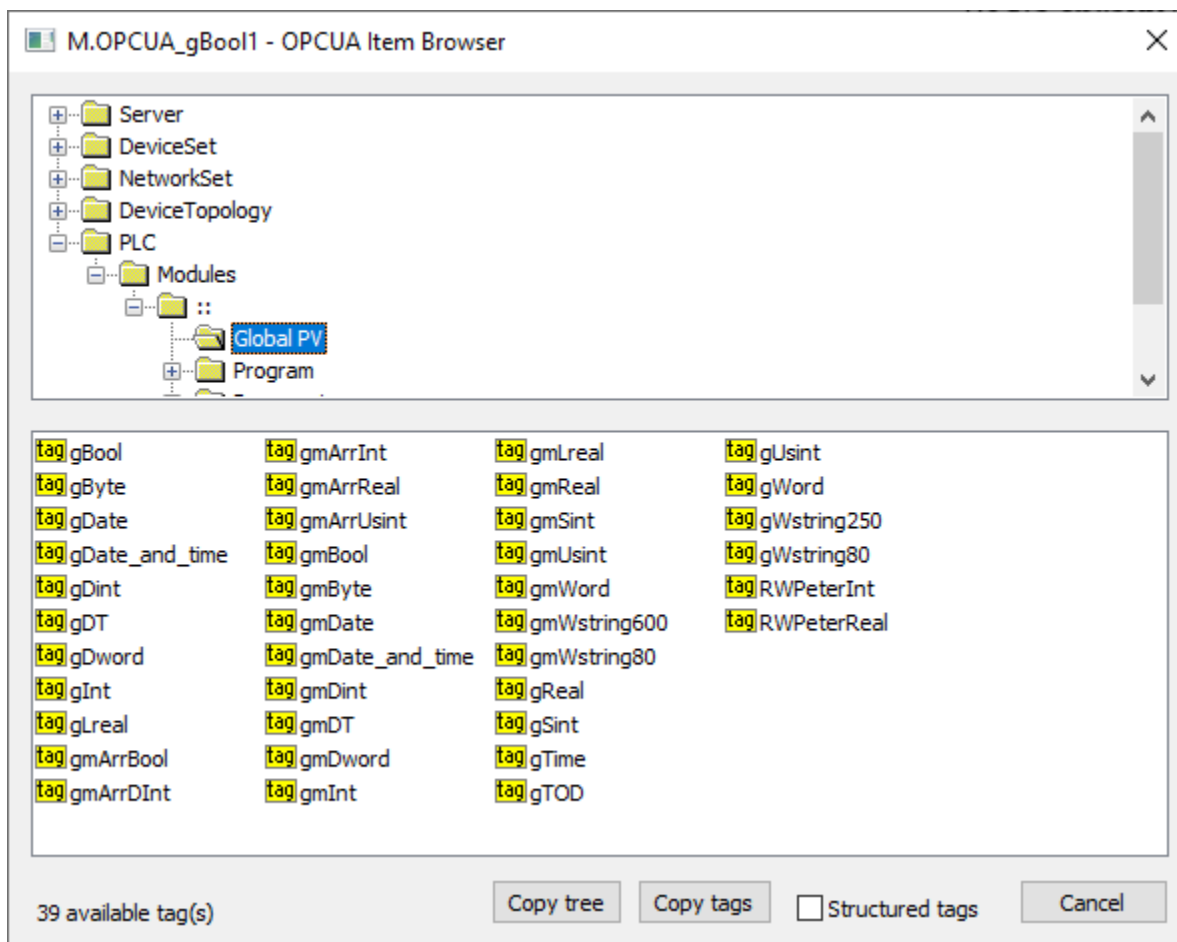 M.OPCUA_gBool1 - OPCUA Item Browser
Server
DeviceSet
NetworkSet
DeviceTopology
PLC
Modules
::
Global PV
Program
tag gBool
tag gByte
tag gDate
tag gDate_and_time
tag gDint
tag gDT
tag gDword
tag gInt
tag gLreal
tag gmArrBool
tag gmArrDInt
tag gmArrInt
tag gmArrReal
tag gmArrUsint
tag gmBool
tag gmByte
tag gmDate
tag gmDate_and_time
tag gmDint
tag gmDT
tag gmDword
tag gmInt
tag gmLreal
tag gmReal
tag gmSint
tag gmUsint
tag gmWord
tag gmWstring600
tag gmWstring80
tag gReal
tag gSint
tag gTime
tag gTOD
tag gUsint
tag gWord
tag gWstring250
tag gWstring80
tag RWPeterInt
tag RWPeterReal
39 available tag(s)
Copy tree
Copy tags
Structured tags
Cancel